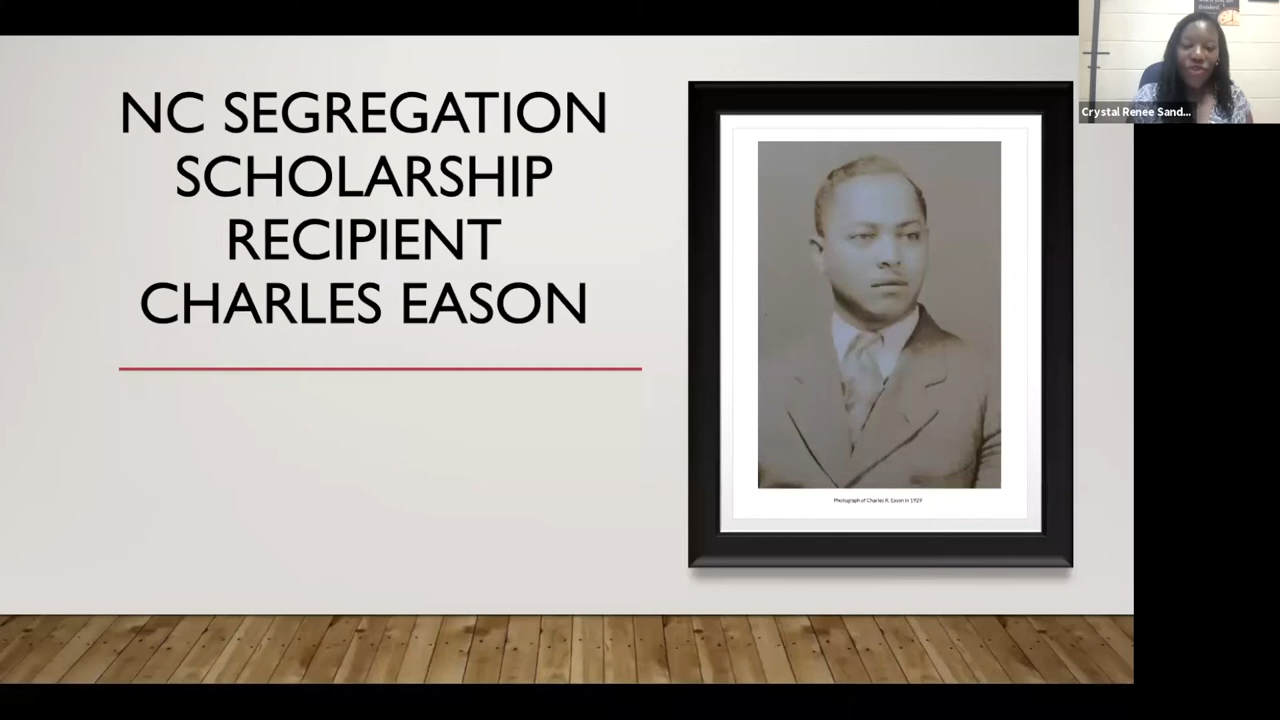 NC SEGREGATION
SCHOLARSHIP
RECIPIENT
CHARLES EASON
Photograph of Charles R. Eason in 1929
Crystal Renee Sand...